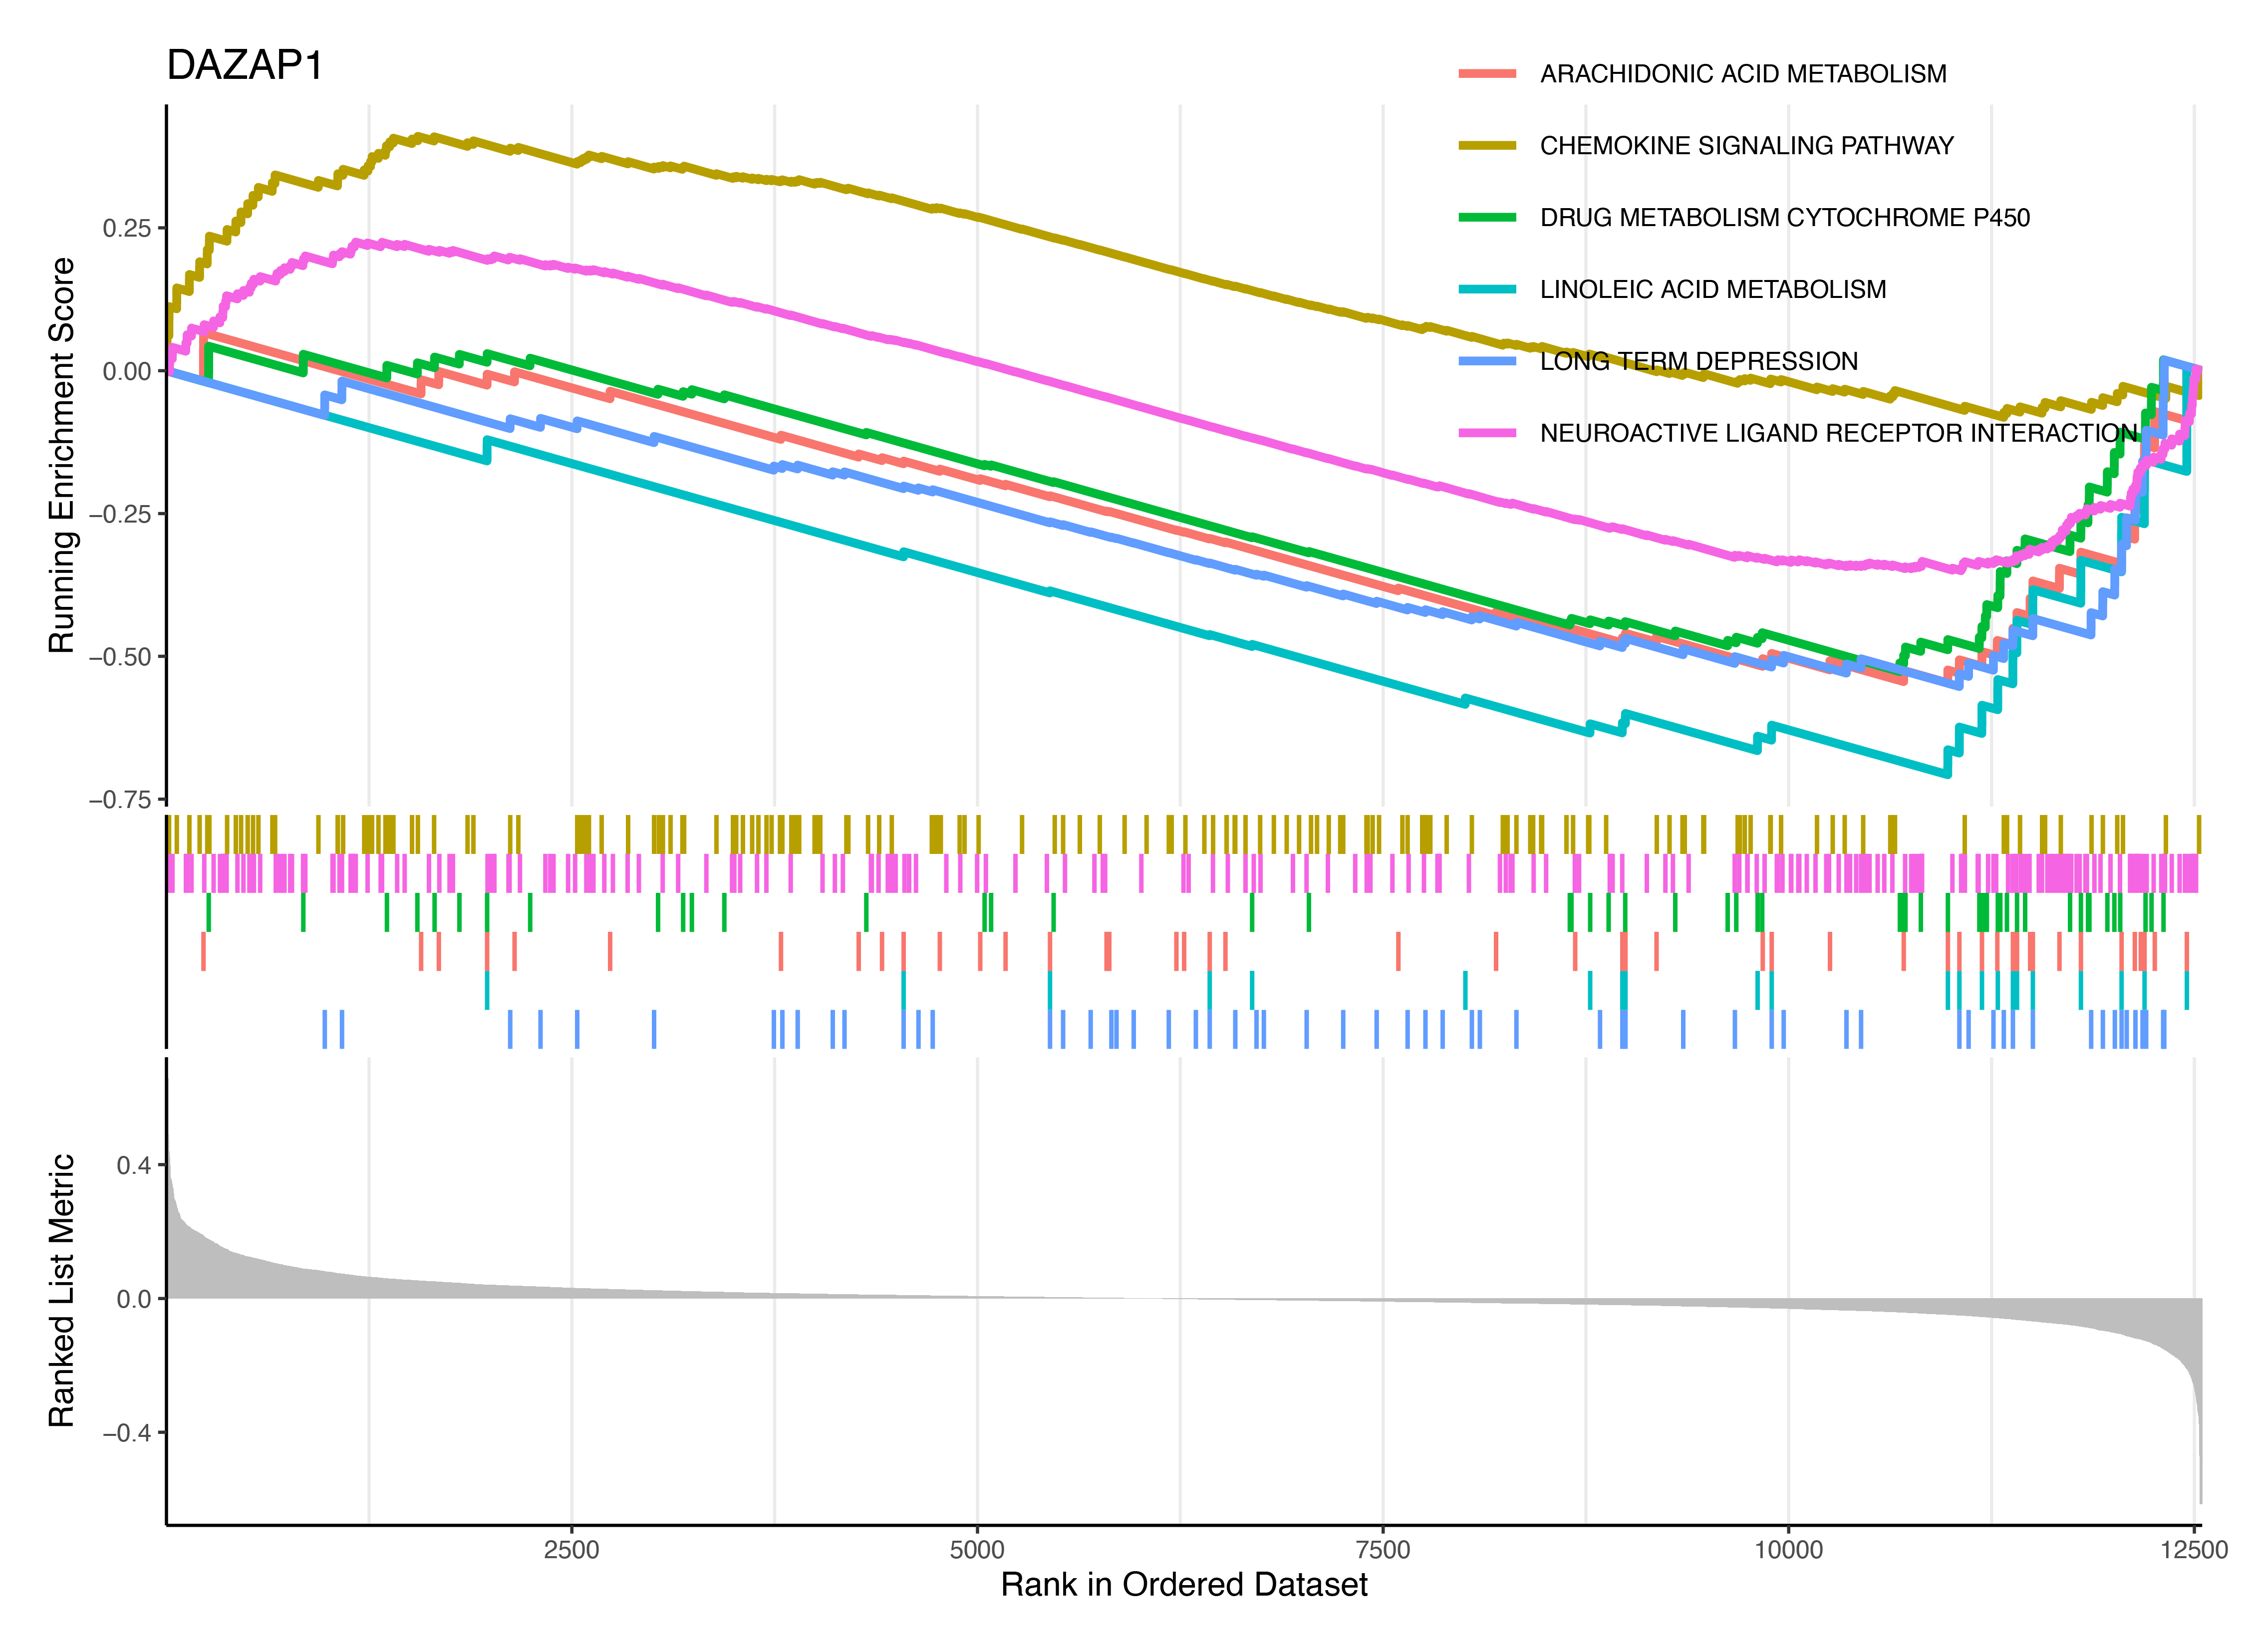 DAZAP1
ARACHIDONIC ACID METABOLISM
CHEMOKINE SIGNALING PATHWAY
DRUG METABOLISM CYTOCHROME P450
LINOLEIC ACID METABOLISM
LONG TERM DEPRESSION
NEUROACTIVE LIGAND RECEPTOR INTERACTION
Running Enrichment Score
0.25
0.00
−0.25
−0.50
−0.75
Ranked List Metric
0.4
0.0
−0.4
2500 5000 7500 10000 12500
Rank in Ordered Dataset